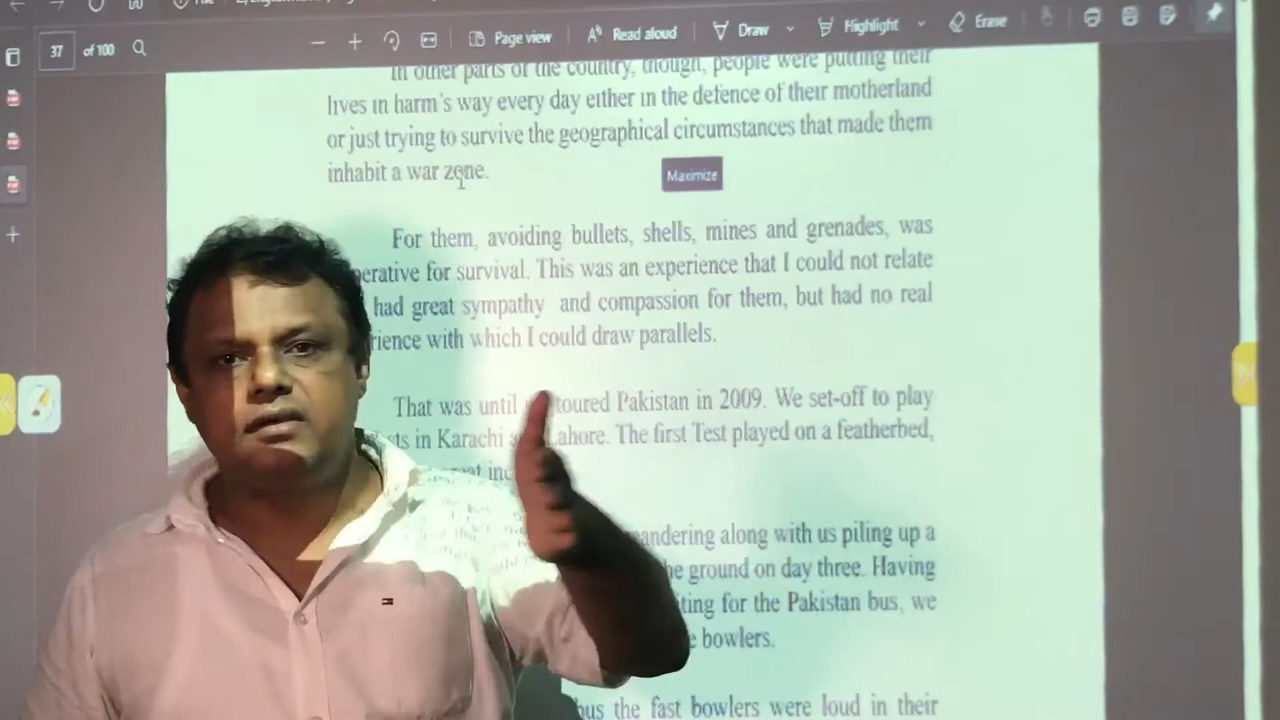 37 of 100 Page view Read aloud Draw Highlight Erase
In other parts of the country, though, people were putting their
lives in harm's way every day either in the defence of their motherland
or just trying to survive the geographical circumstances that made them
inhabit a war zone.
Maximize
For them, avoiding bullets, shells, mines and grenades, was
perative for survival. This was an experience that I could not relate
had great sympathy and compassion for them, but had no real
rience with which I could draw parallels.
That was until toured Pakistan in 2009. We set-off to play
sts in Karachi Lahore. The first Test played on a featherbed,
andering along with us piling up a
he ground on day three. Having
ting for the Pakistan bus, we
e bowlers.
bus the fast bowlers were loud in their